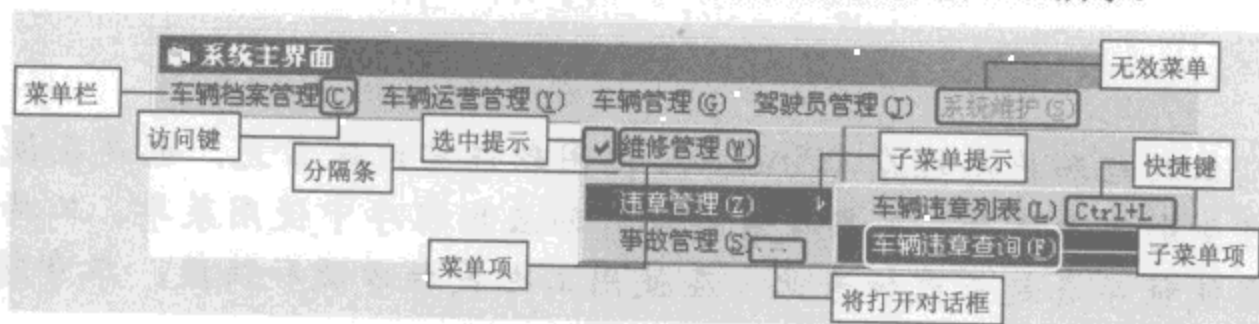 系统主界面
无效菜单
菜单栏
车辆档案管理(C) 车辆运营管理(Y) 车辆管理(G) 驾驶员管理(J) 系统维护(S)
访问键
选中提示
✓维修管理(W)
子菜单提示
快捷键
分隔条
违章管理(Z)
车辆违章列表(L) Ctrl+L
事故管理(S)...
车辆违章查询(F)
子菜单项
菜单项
将打开对话框